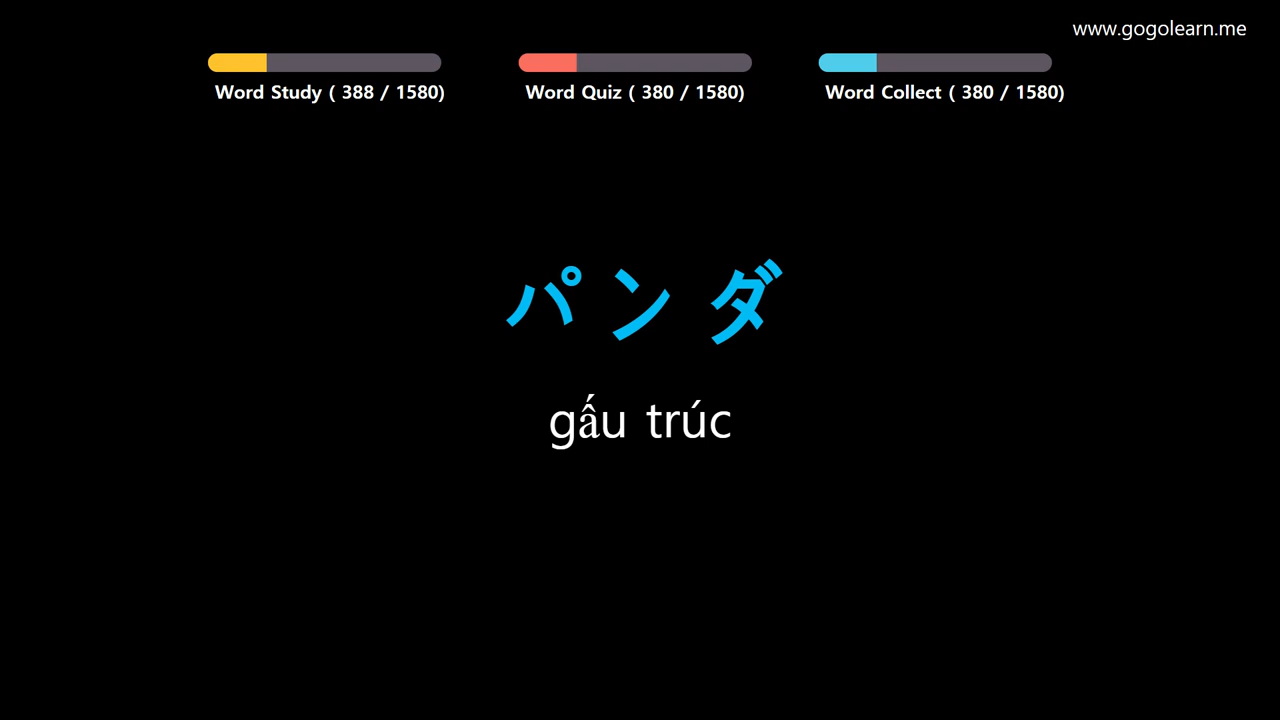 www.gogolearn.me
Word Study ( 388 / 1580)
Word Quiz ( 380 / 1580)
Word Collect ( 380 / 1580)
パンダ
gấu trúc